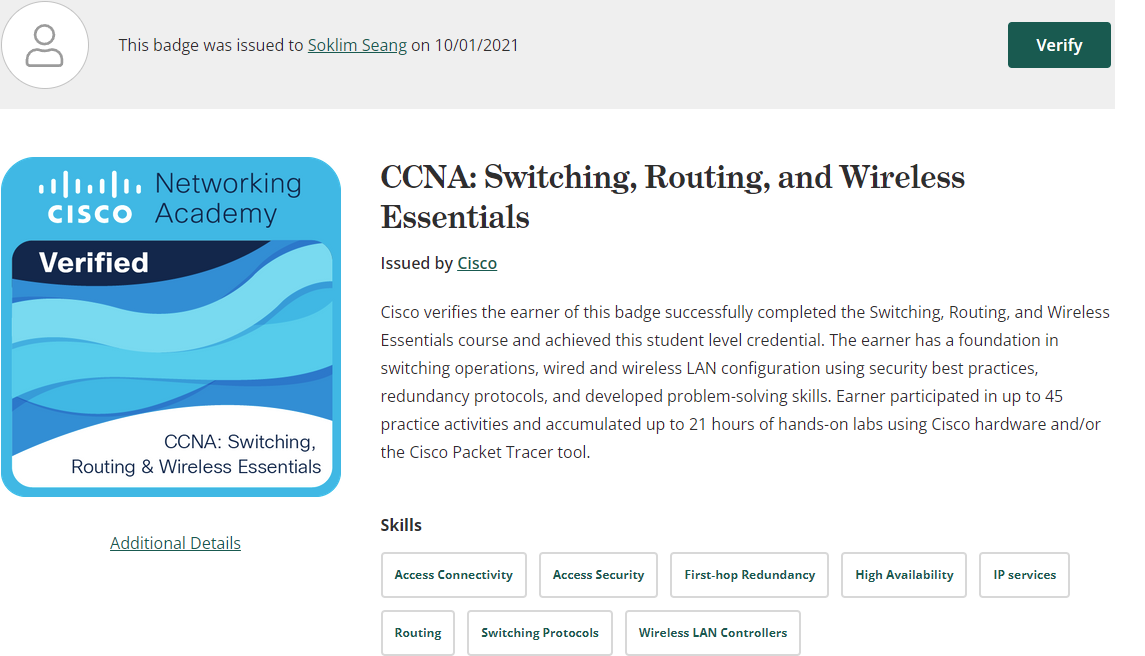 This badge was issued to Soklim Seang on 10/01/2021
Verify
CISCO
Networking
Academy
Verified
CCNA: Switching,
Routing & Wireless Essentials
Additional Details
CCNA: Switching, Routing, and Wireless
Essentials
Issued by Cisco
Cisco verifies the earner of this badge successfully completed the Switching, Routing, and Wireless
Essentials course and achieved this student level credential. The earner has a foundation in
switching operations, wired and wireless LAN configuration using security best practices,
redundancy protocols, and developed problem-solving skills. Earner participated in up to 45
practice activities and accumulated up to 21 hours of hands-on labs using Cisco hardware and/or
the Cisco Packet Tracer tool.
Skills
Access Connectivity Access Security First-hop Redundancy High Availability IP services
Routing Switching Protocols Wireless LAN Controllers